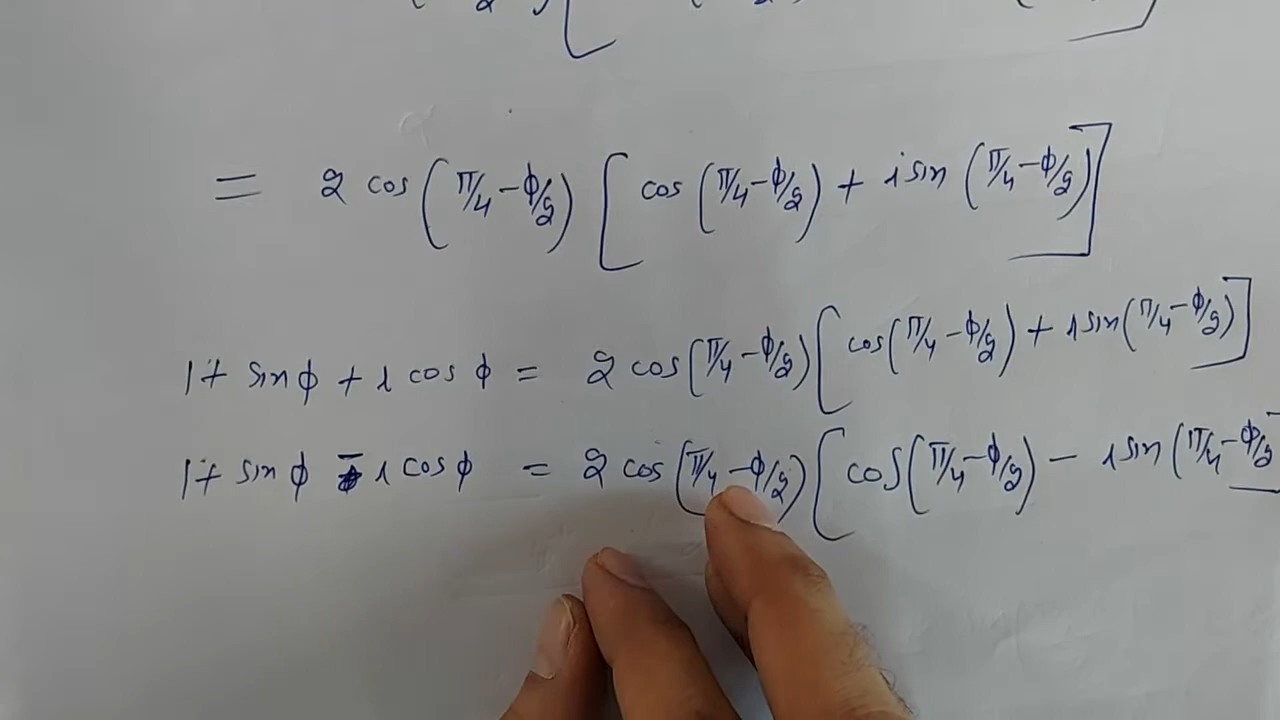 = 2 cos (π/4 - ϕ/2) [ cos (π/4 - ϕ/2) + i sin (π/4 - ϕ/2) ]
1 + sin ϕ + i cos ϕ = 2 cos (π/4 - ϕ/2) [ cos (π/4 - ϕ/2) + i sin (π/4 - ϕ/2) ]
1 + sin ϕ - i cos ϕ = 2 cos (π/4 - ϕ/2) [ cos (π/4 - ϕ/2) - i sin (π/4 - ϕ/2